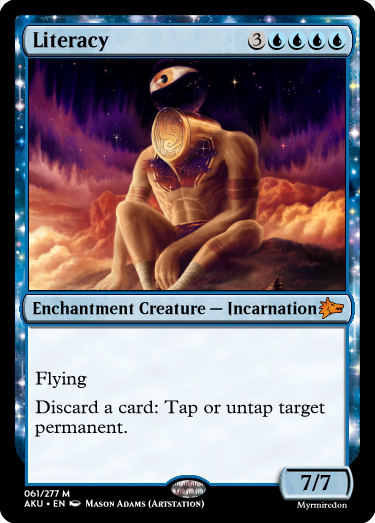 Literacy 3
Enchantment Creature — Incarnation
Flying
Discard a card: Tap or untap target
permanent.
7/7
061/277 M
AKU • EN Mason Adams (Artstation)
Myrmiredon